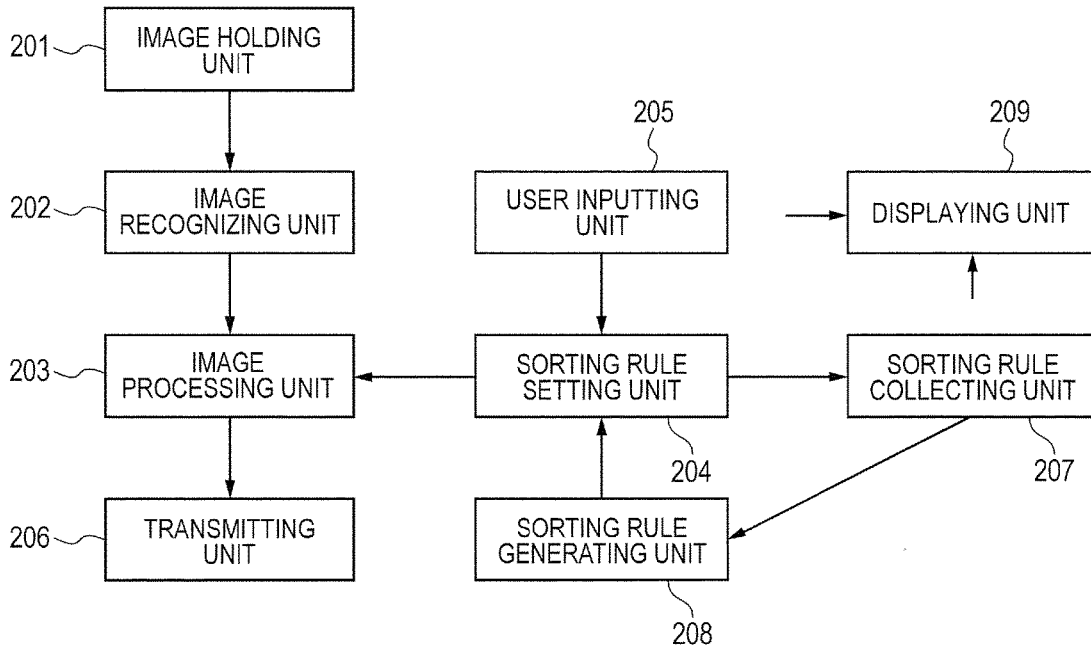 201
IMAGE HOLDING
UNIT
205
209
202
IMAGE
RECOGNIZING UNIT
USER INPUTTING
UNIT
DISPLAYING UNIT
203
IMAGE
PROCESSING UNIT
SORTING RULE
SETTING UNIT
SORTING RULE
COLLECTING UNIT
204
207
206
TRANSMITTING
UNIT
SORTING RULE
GENERATING UNIT
208